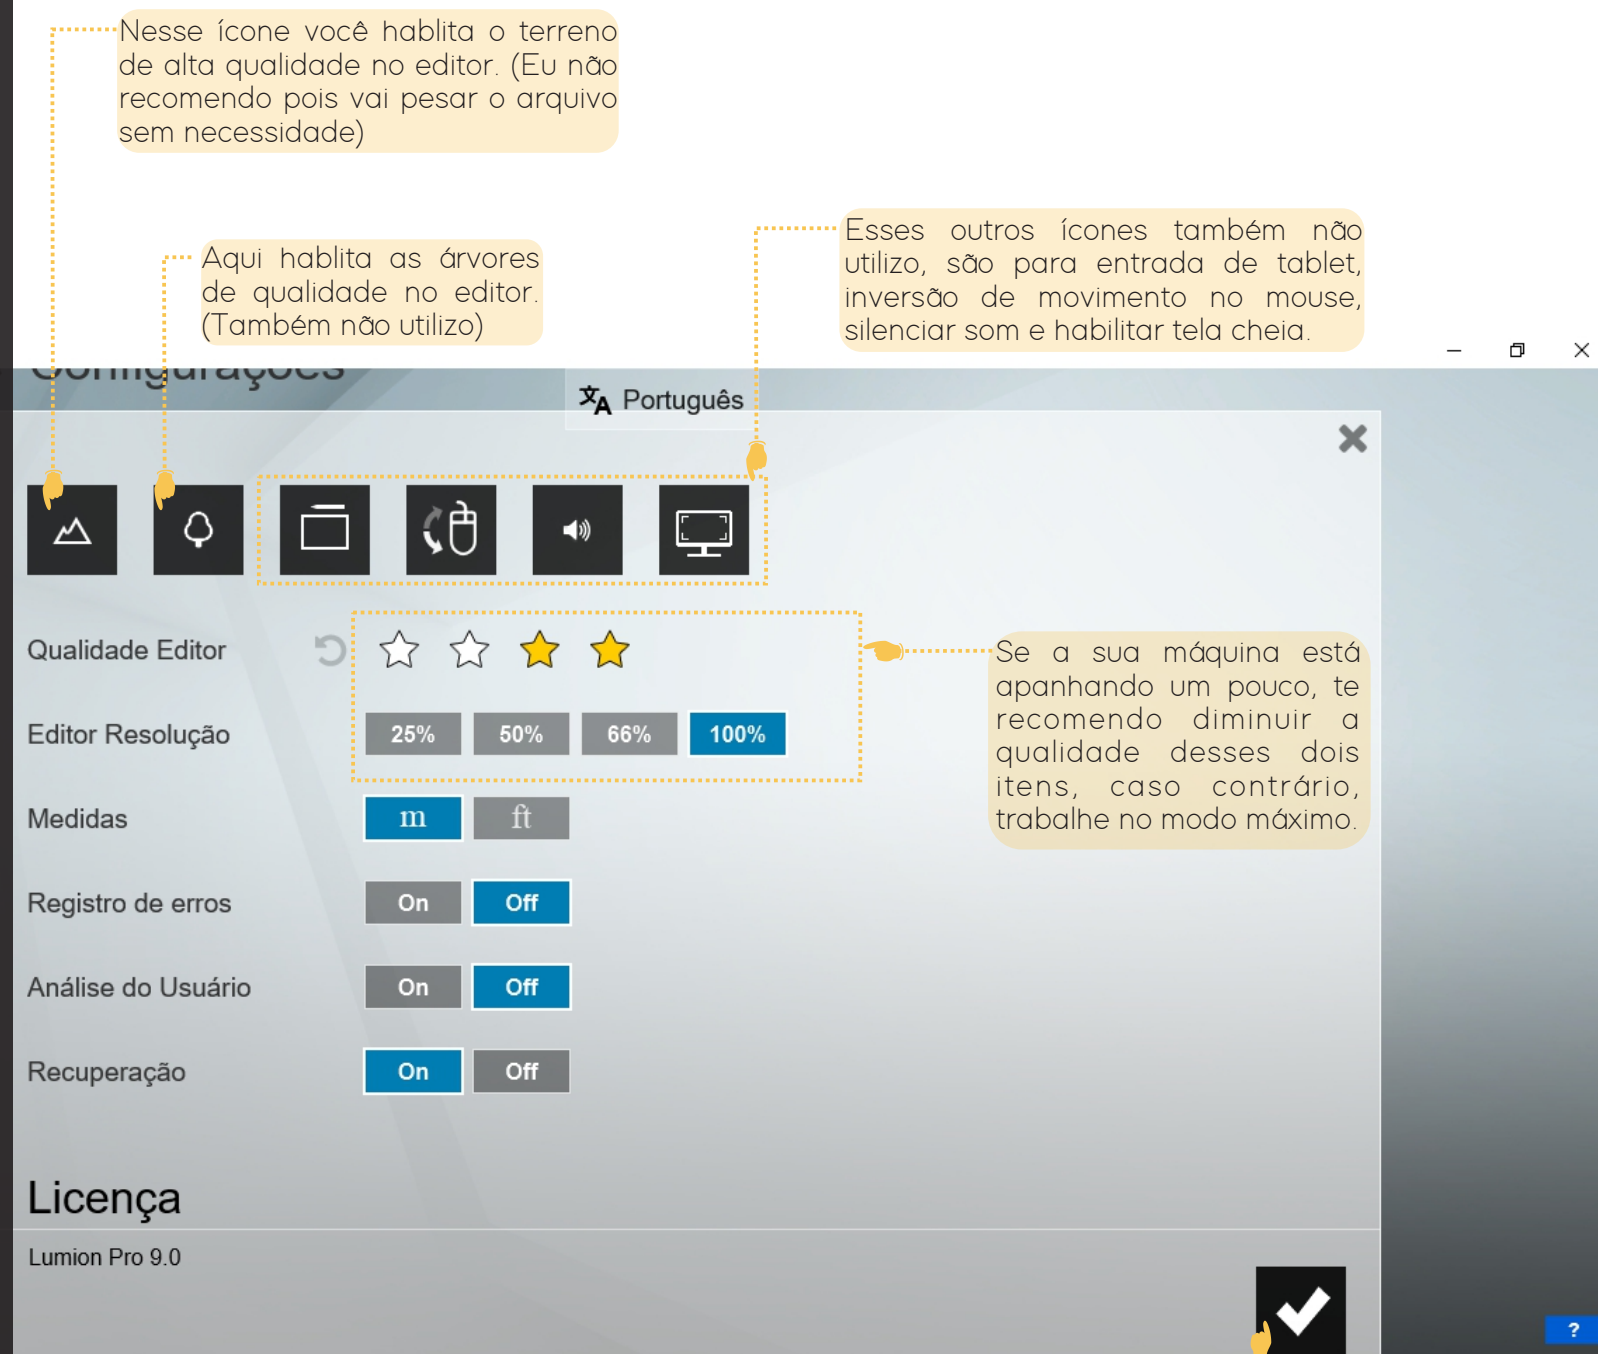 Nesse ícone você hablita o terreno
de alta qualidade no editor. (Eu não
recomendo pois vai pesar o arquivo
sem necessidade)
Aqui hablita as árvores
de qualidade no editor.
(Também não utilizo)
Esses outros ícones também não
utilizo, são para entrada de tablet,
inversão de movimento no mouse,
silenciar som e habilitar tela cheia.
Configurações
Português
Qualidade Editor
Editor Resolução
25% 50% 66% 100%
Se a sua máquina está
apanhando um pouco, te
recomendo diminuir a
qualidade desses dois
itens, caso contrário,
trabalhe no modo máximo.
Medidas
m ft
Registro de erros
On Off
Análise do Usuário
On Off
Recuperação
On Off
Licença
Lumion Pro 9.0
?